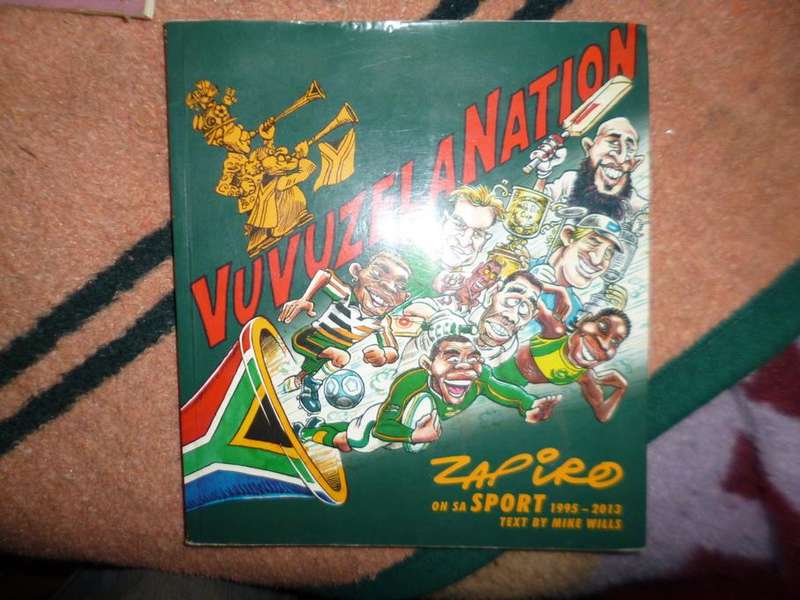 VUVUZELANATION
ZAPIRO
ON SA SPORT 1995 – 2013
TEXT BY MIKE WILLS